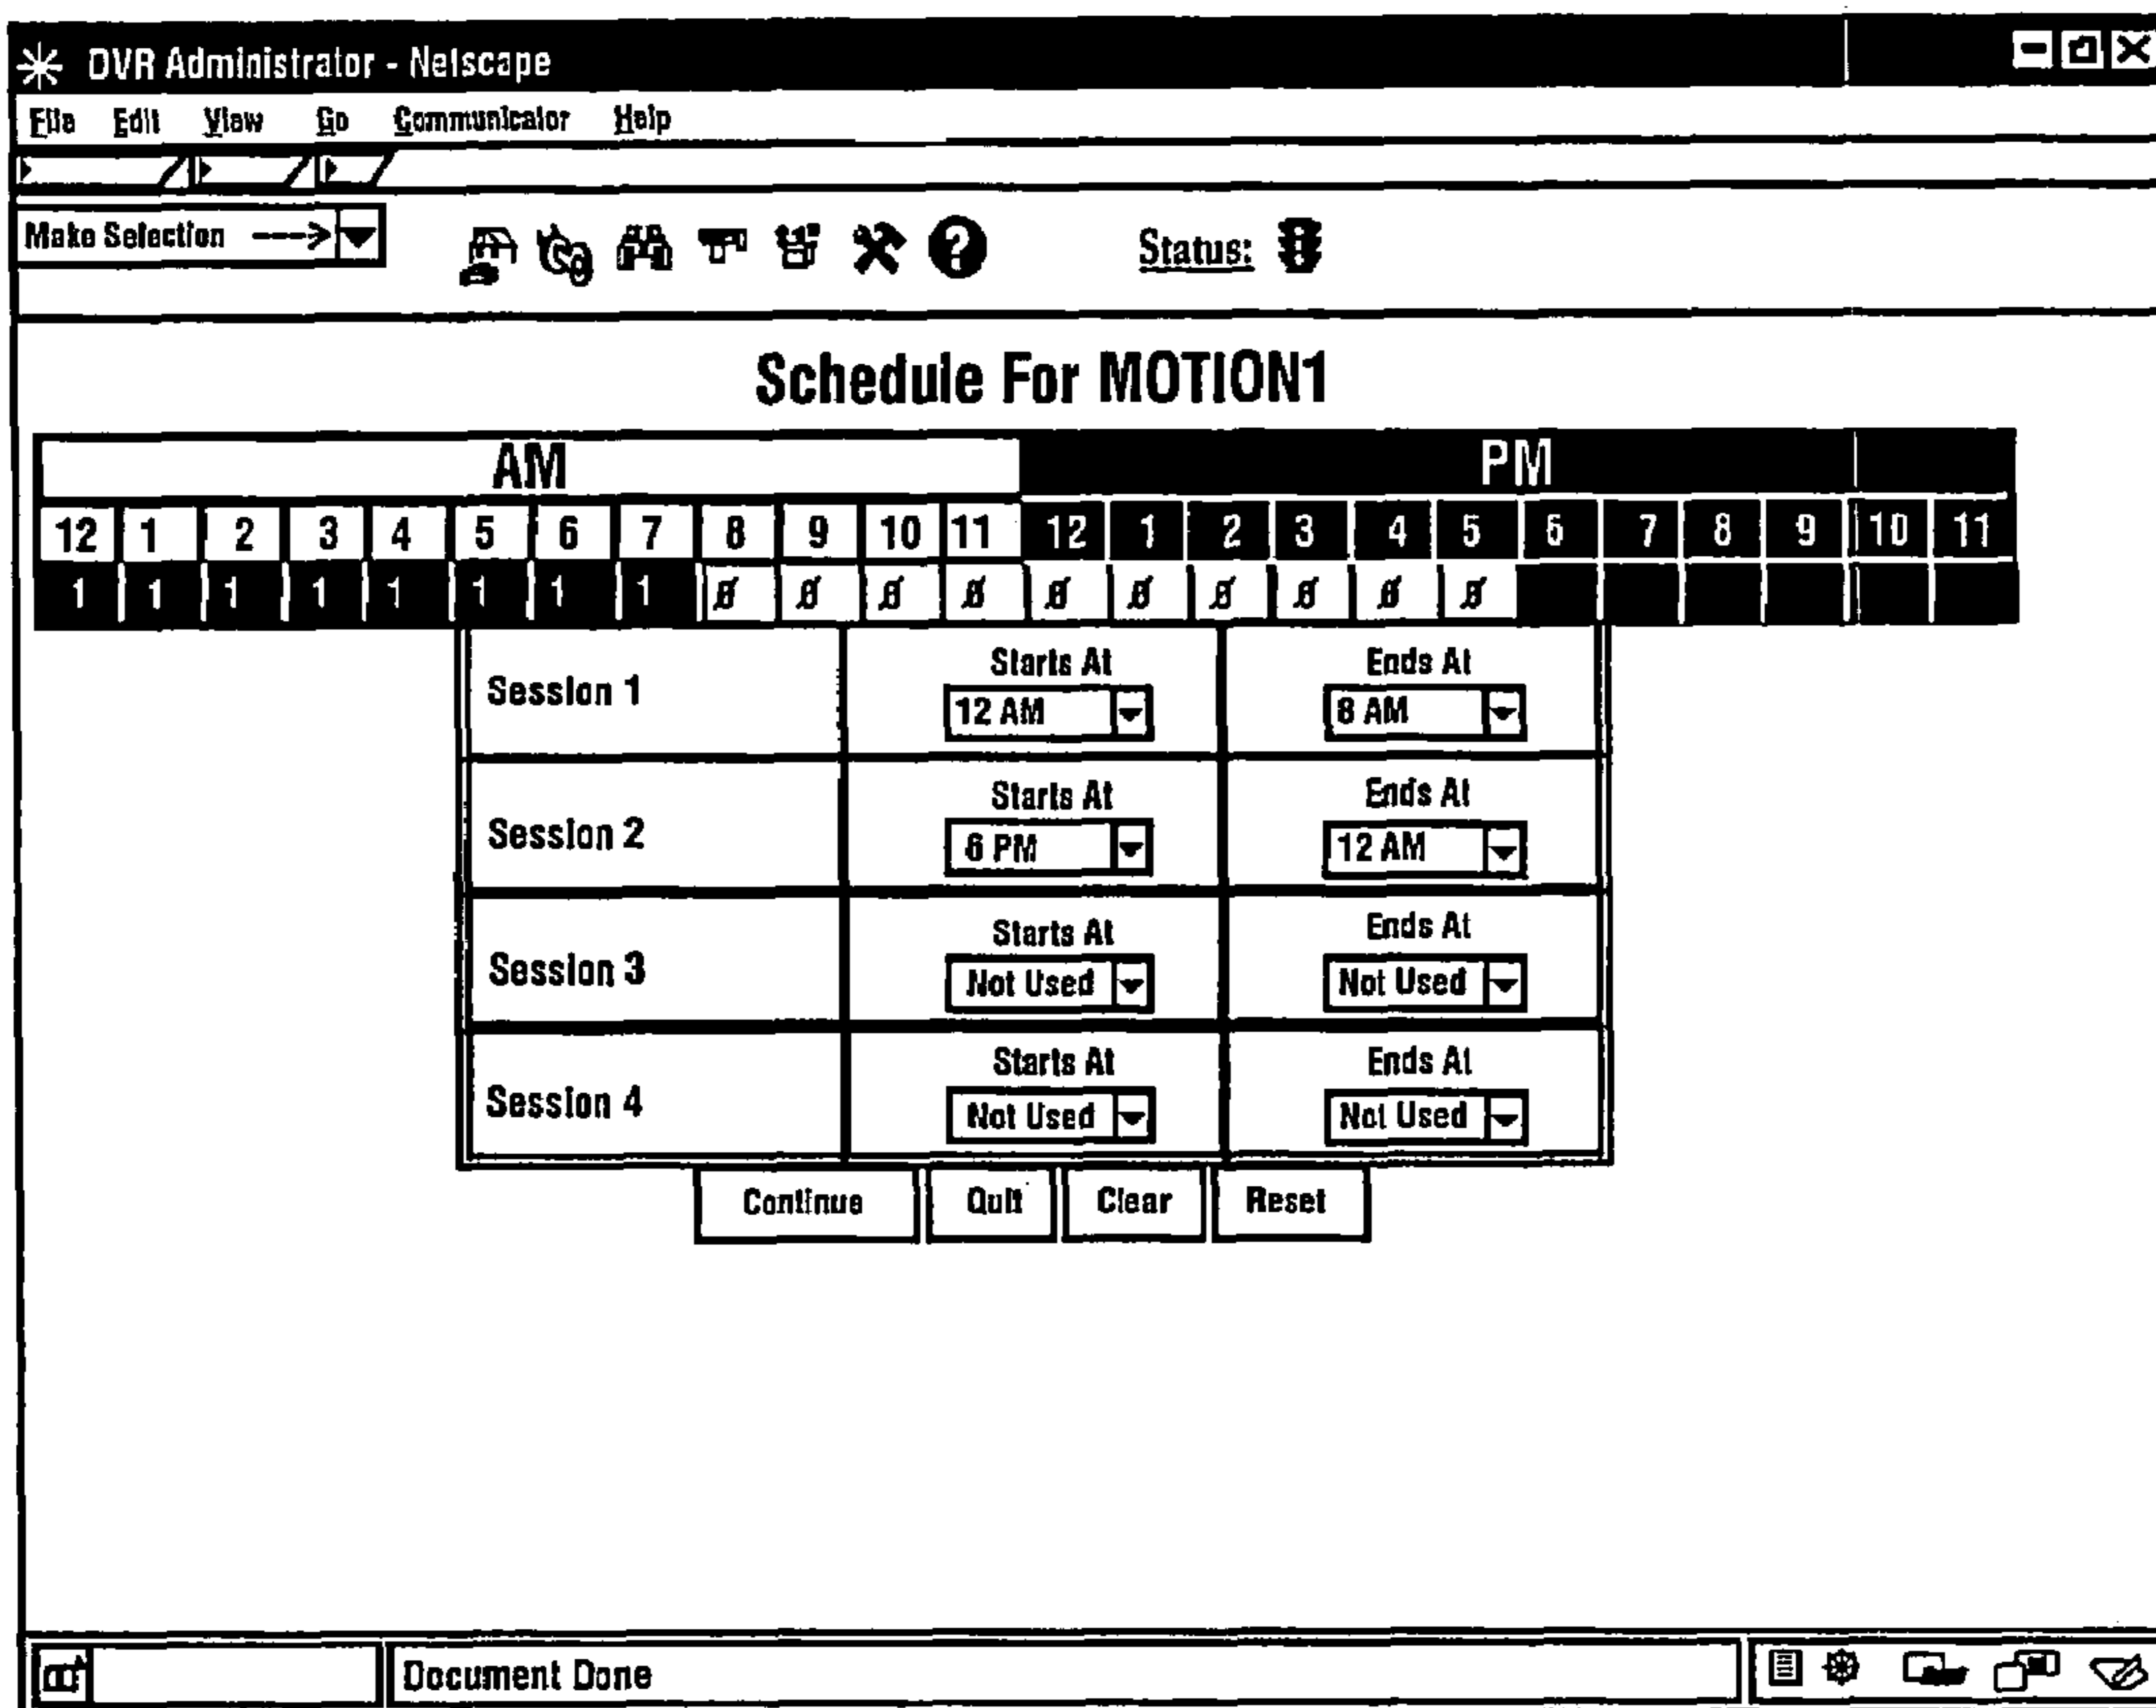 DVR Administrator - Netscape
File Edit View Go Communicator Help
Make Selection --->
? Status:
Schedule For MOTION1
AM PM
12 1 2 3 4 5 6 7 8 9 10 11 12 1 2 3 4 5 6 7 8 9 10 11
1 1 1 1 1 1 1 1 Ø Ø Ø Ø Ø Ø Ø Ø Ø Ø
Session 1 Starts At 12 AM Ends At 8 AM
Session 2 Starts At 6 PM Ends At 12 AM
Session 3 Starts At Not Used Ends At Not Used
Session 4 Starts At Not Used Ends At Not Used
Continue Quit Clear Reset
Document Done